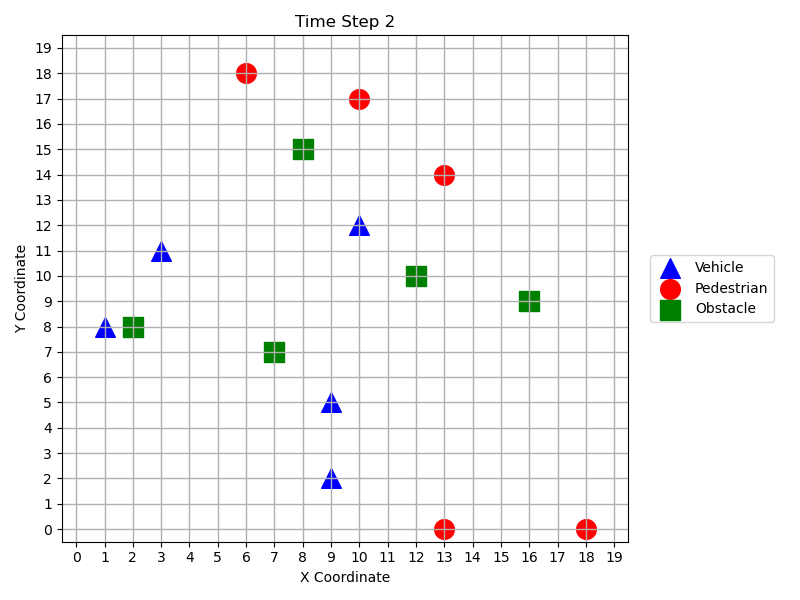 Time Step 2
19
18
17
16
15
14
13
12
11
10
9
8
7
6
5
4
3
2
1
0
Y Coordinate
0 1 2 3 4 5 6 7 8 9 10 11 12 13 14 15 16 17 18 19
X Coordinate
Vehicle
Pedestrian
Obstacle